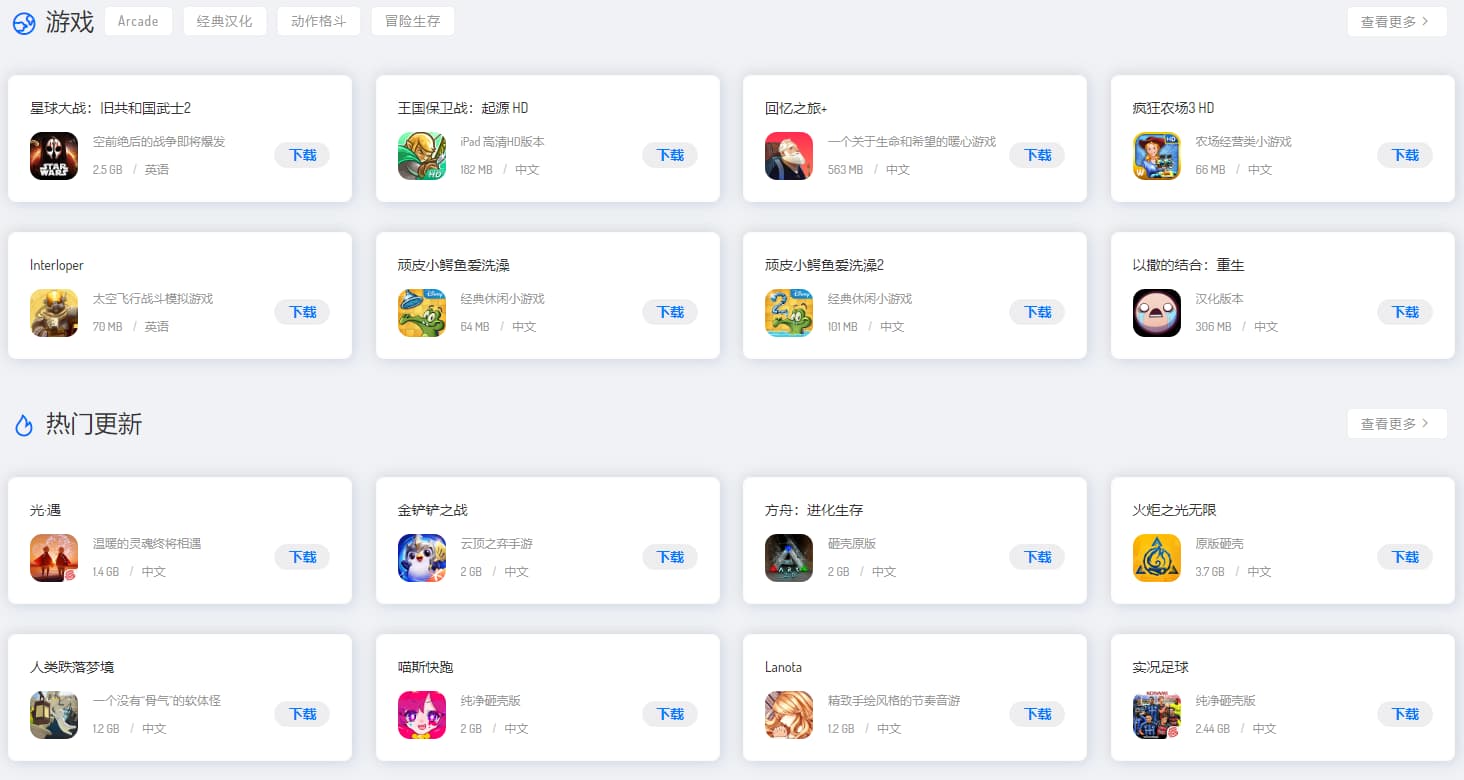 游戏 Arcade 经典汉化 动作格斗 冒险生存 查看更多 >
星球大战：旧共和国武士2
空前绝后的战争即将爆发
2.5 GB / 英语
下载
王国保卫战：起源 HD
iPad 高清HD版本
182 MB / 中文
下载
回忆之旅+
一个关于生命和希望的暖心游戏
563 MB / 中文
下载
疯狂农场3 HD
农场经营类小游戏
66 MB / 中文
下载
Interloper
太空飞行战斗模拟游戏
70 MB / 英语
下载
顽皮小鳄鱼爱洗澡
经典休闲小游戏
64 MB / 中文
下载
顽皮小鳄鱼爱洗澡2
经典休闲小游戏
101 MB / 中文
下载
以撒的结合：重生
汉化版本
306 MB / 中文
下载
热门更新 查看更多 >
光·遇
温暖的灵魂终将相遇
1.4 GB / 中文
下载
金铲铲之战
云顶之弈手游
2 GB / 中文
下载
方舟：进化生存
砸壳原版
2 GB / 中文
下载
火炬之光无限
原版砸壳
3.7 GB / 中文
下载
人类跌落梦境
一个没有“骨气”的软体怪
1.2 GB / 中文
下载
喵斯快跑
纯净砸壳版
2 GB / 中文
下载
Lanota
精致手绘风格的节奏音游
1.2 GB / 中文
下载
实况足球
纯净砸壳版
2.44 GB / 中文
下载